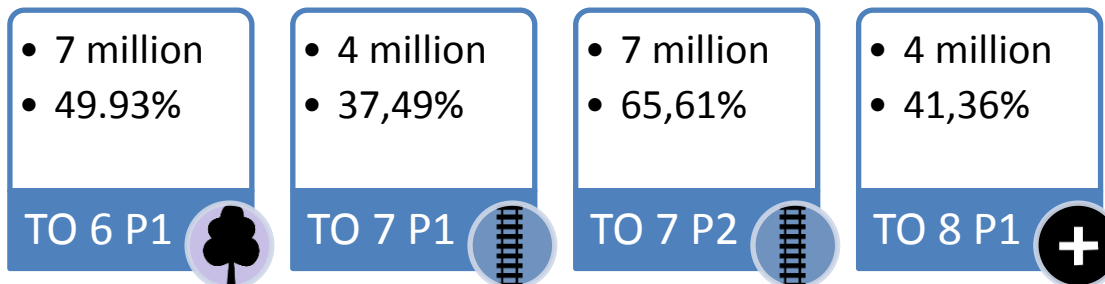 • 7 million
• 49.93%
TO 6 P1
• 4 million
• 37,49%
TO 7 P1
• 7 million
• 65,61%
TO 7 P2
• 4 million
• 41,36%
TO 8 P1